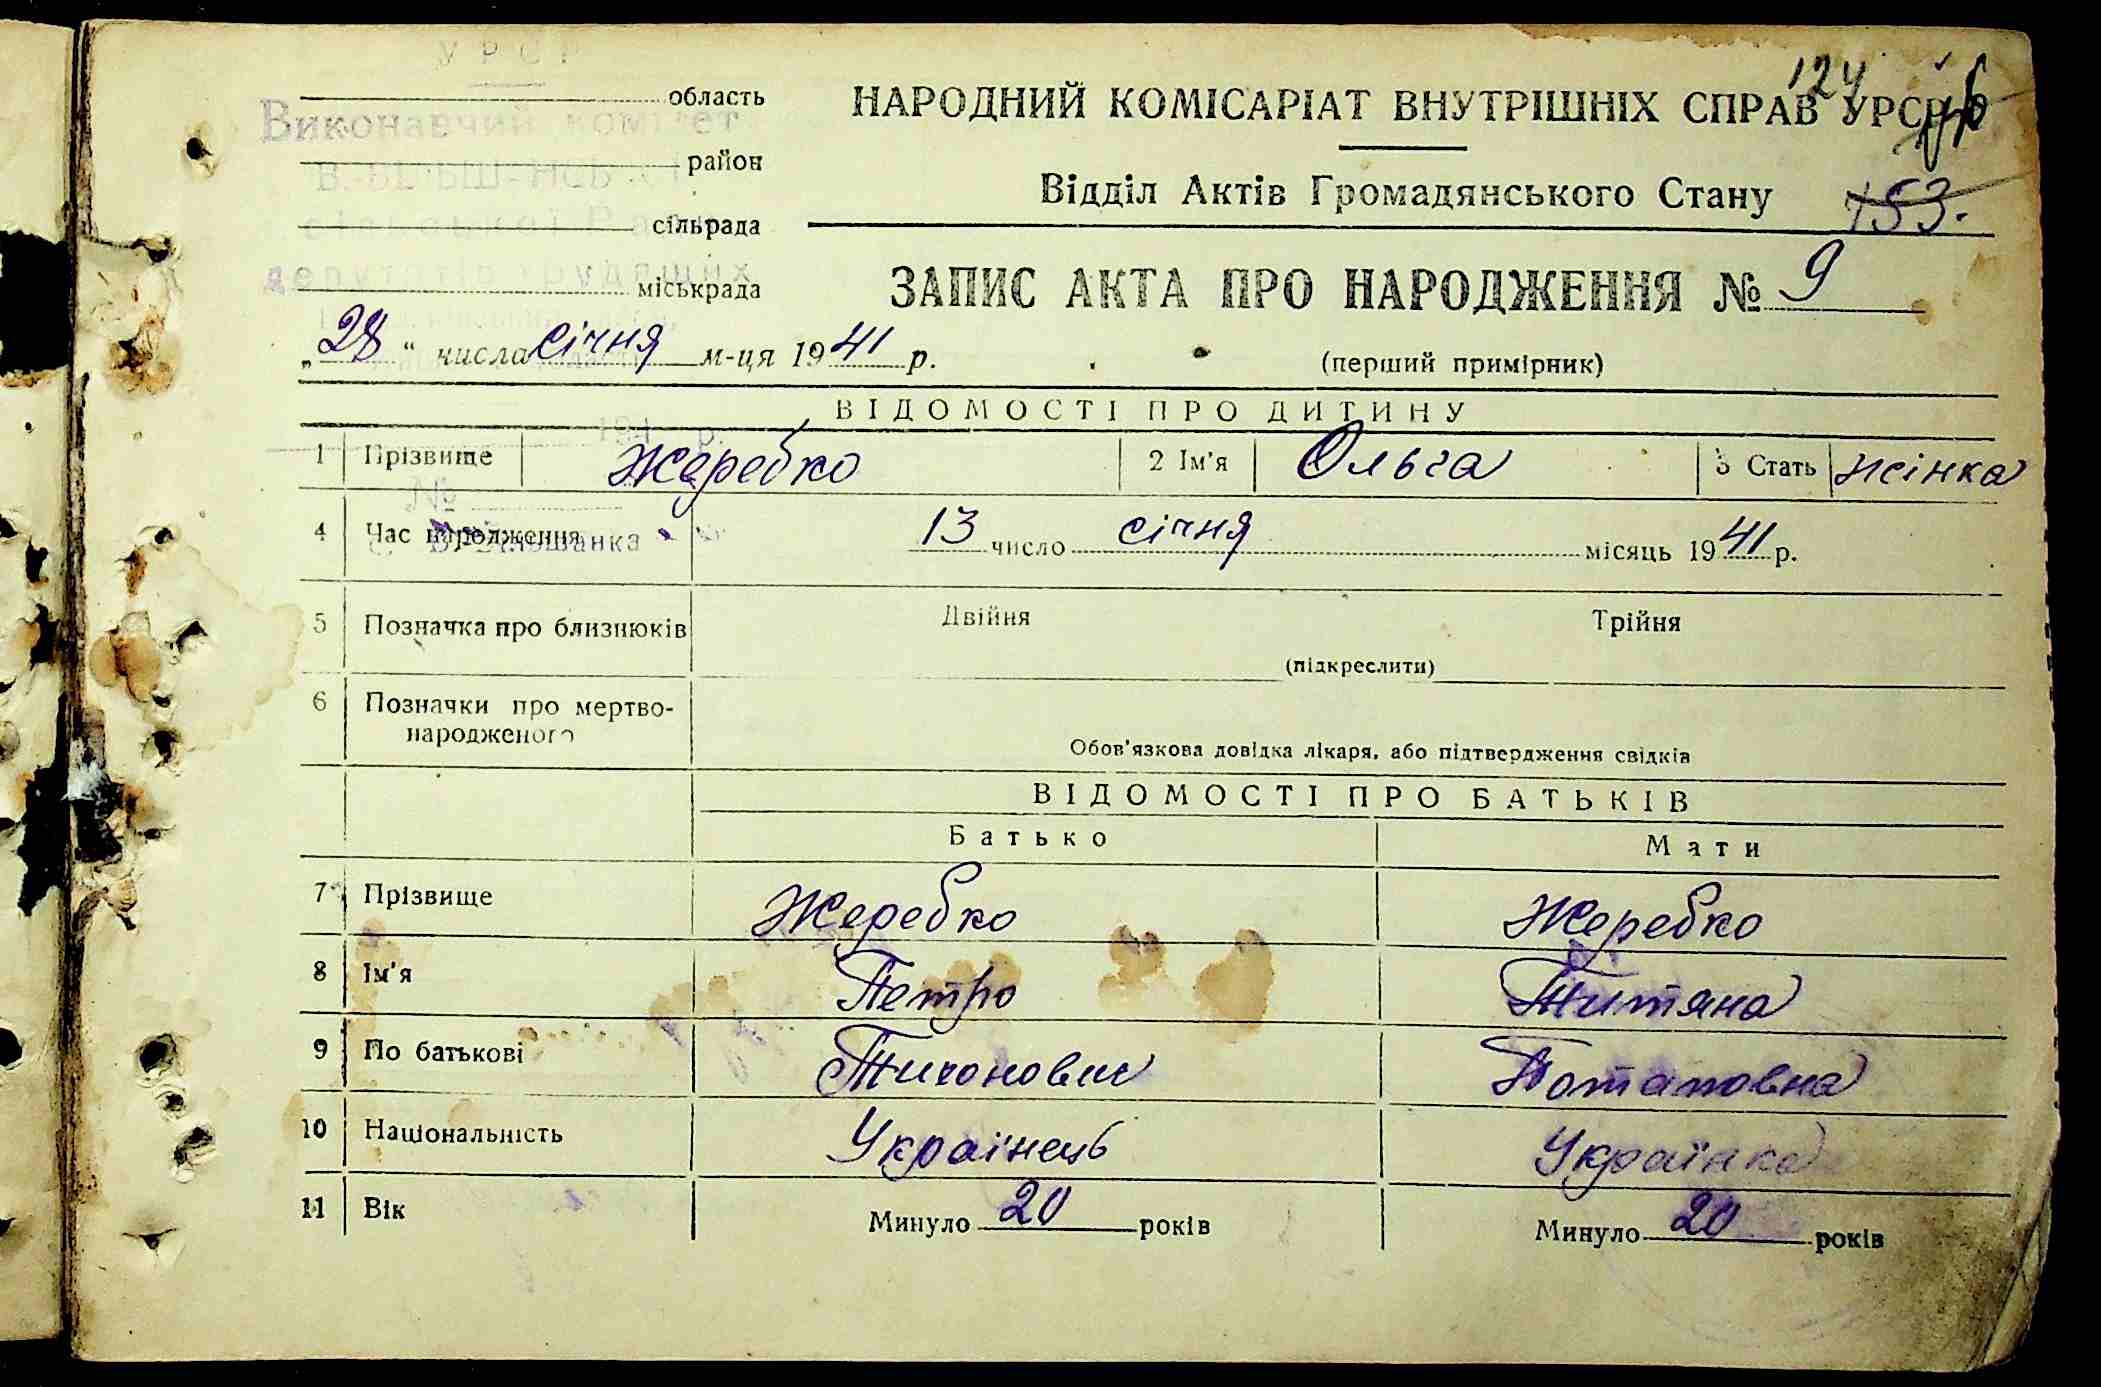 УРСР
Виконавчий комітет
область
район
сільрада
міськрада
124
НАРОДНИЙ КОМІСАРІАТ ВНУТРІШНІХ СПРАВ УРСР
Відділ Актів Громадянського Стану
153.
ЗАПИС АКТА ПРО НАРОДЖЕННЯ № 9
„28“ числа січня м-ця 1941 р.
(перший примірник)
ВІДОМОСТІ ПРО ДИТИНУ
1 Прізвище Жеребко 2 Ім'я Ольга 3 Стать жінка
4 Час народження 13 число січня місяць 1941 р.
5 Позначка про близнюків Двійня Трійня
(підкреслити)
6 Позначки про мертво-
народженого
Обов'язкова довідка лікаря, або підтвердження свідків
ВІДОМОСТІ ПРО БАТЬКІВ
Батько Мати
7 Прізвище Жеребко Жеребко
8 Ім'я Петро Титяна
9 По батькові Тихонович Потаповна
10 Національність Українець Українка
11 Вік Минуло 20 років Минуло 20 років